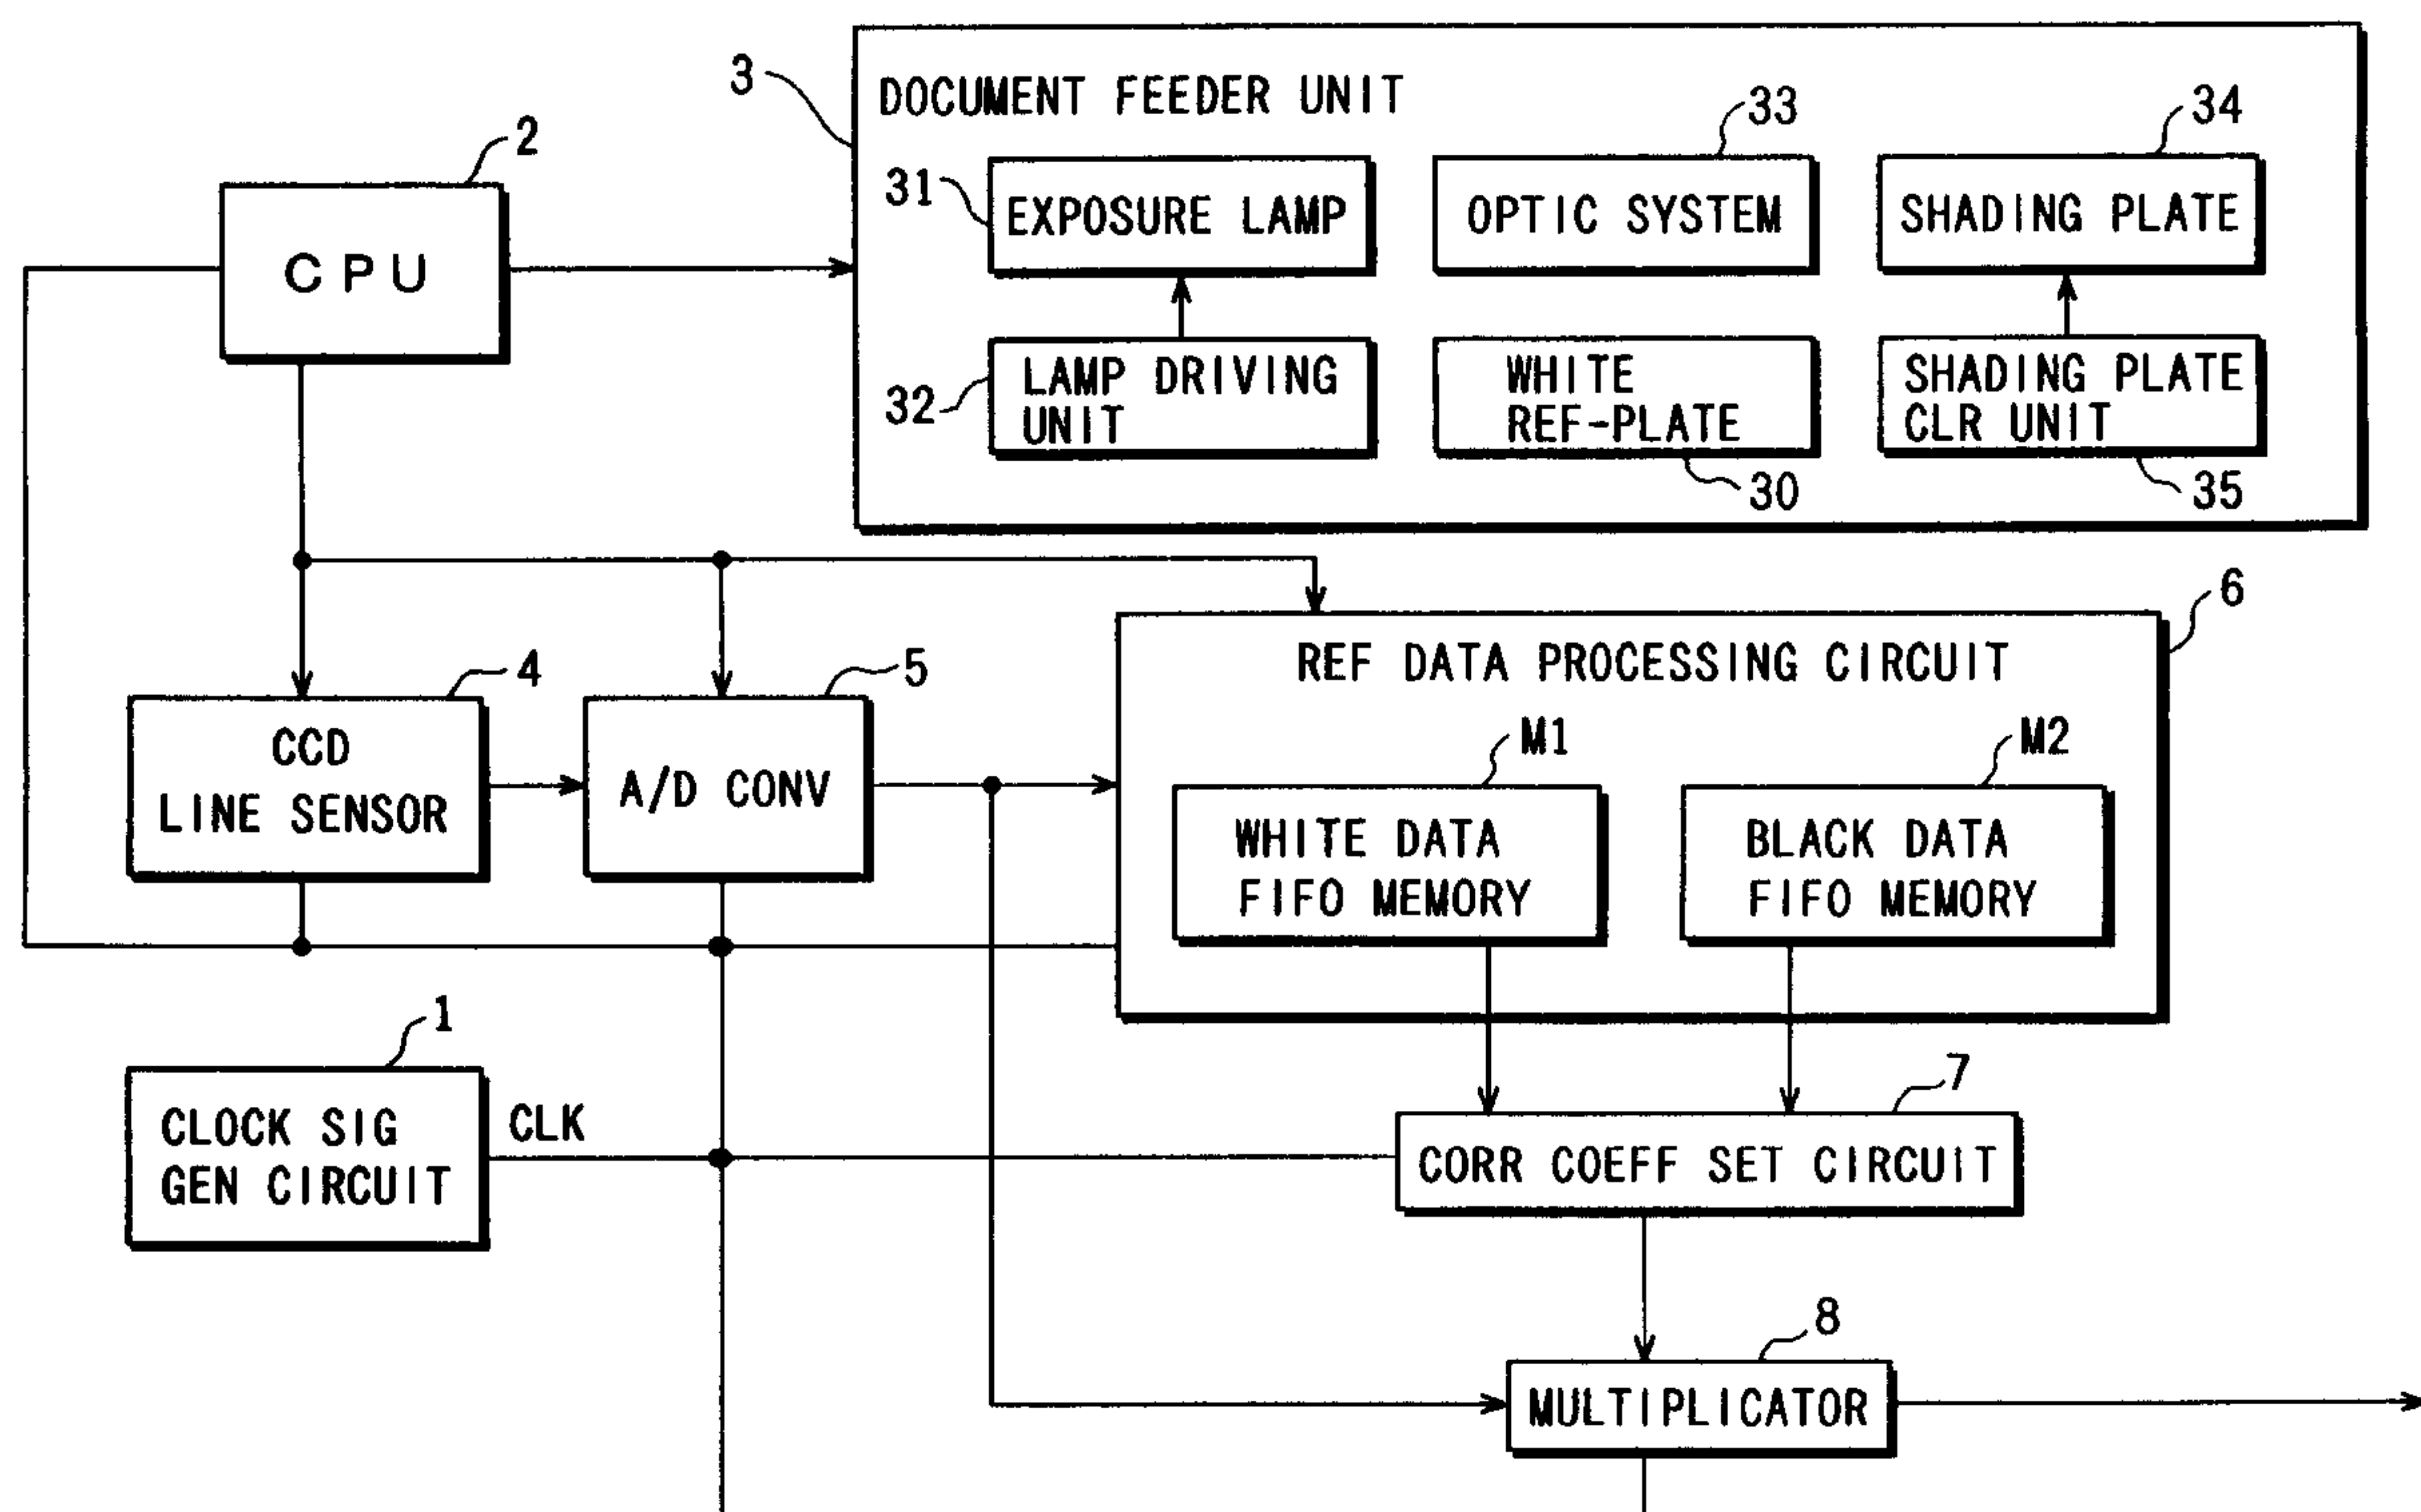 3
DOCUMENT FEEDER UNIT
2
33
34
31
EXPOSURE LAMP
OPTIC SYSTEM
SHADING PLATE
CPU
32
LAMP DRIVING
UNIT
WHITE
REF-PLATE
SHADING PLATE
CLR UNIT
30
35
6
REF DATA PROCESSING CIRCUIT
4
5
M1
M2
CCD
LINE SENSOR
A/D CONV
WHITE DATA
FIFO MEMORY
BLACK DATA
FIFO MEMORY
1
CLOCK SIG
GEN CIRCUIT
CLK
7
CORR COEFF SET CIRCUIT
8
MULTIPLICATOR